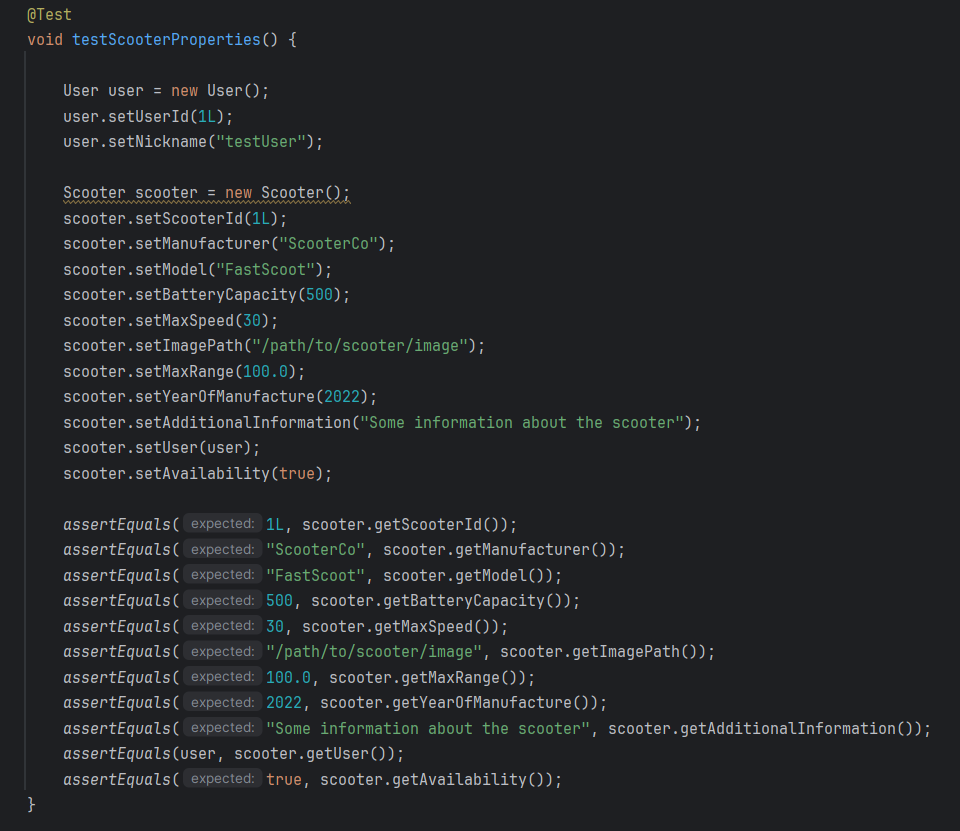 @Test
void testScooterProperties() {
User user = new User();
user.setUserId(1L);
user.setNickname("testUser");
Scooter scooter = new Scooter();
scooter.setScooterId(1L);
scooter.setManufacturer("ScooterCo");
scooter.setModel("FastScoot");
scooter.setBatteryCapacity(500);
scooter.setMaxSpeed(30);
scooter.setImagePath("/path/to/scooter/image");
scooter.setMaxRange(100.0);
scooter.setYearOfManufacture(2022);
scooter.setAdditionalInformation("Some information about the scooter");
scooter.setUser(user);
scooter.setAvailability(true);
assertEquals( expected: 1L, scooter.getScooterId());
assertEquals( expected: "ScooterCo", scooter.getManufacturer());
assertEquals( expected: "FastScoot", scooter.getModel());
assertEquals( expected: 500, scooter.getBatteryCapacity());
assertEquals( expected: 30, scooter.getMaxSpeed());
assertEquals( expected: "/path/to/scooter/image", scooter.getImagePath());
assertEquals( expected: 100.0, scooter.getMaxRange());
assertEquals( expected: 2022, scooter.getYearOfManufacture());
assertEquals( expected: "Some information about the scooter", scooter.getAdditionalInformation());
assertEquals(user, scooter.getUser());
assertEquals( expected: true, scooter.getAvailability());
}